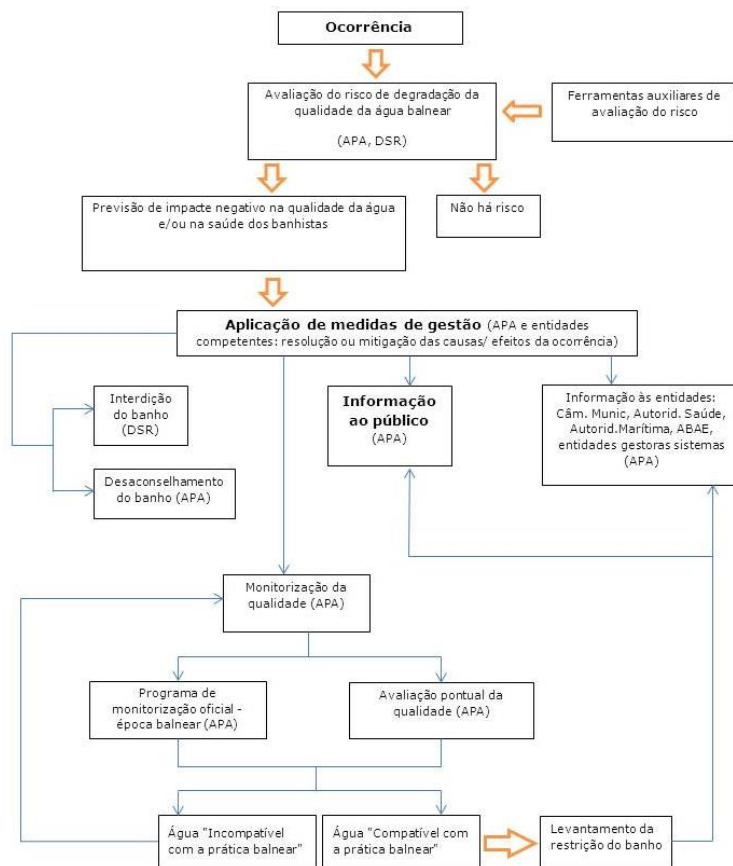 Ocorrência
Avaliação do risco de degradação da
qualidade da água balnear
(APA, DSR)
Ferramentas auxiliares de
avaliação do risco
Previsão de impacte negativo na qualidade da água
e/ou na saúde dos banhistas
Não há risco
Aplicação de medidas de gestão (APA e entidades
competentes: resolução ou mitigação das causas/ efeitos da ocorrência)
Interdição
do banho
(DSR)
Informação
ao público
(APA)
Informação às entidades:
Câm. Munic, Autorid. Saúde,
Autorid.Marítima, ABAE,
entidades gestoras sistemas
(APA)
Desaconselhamento
do banho (APA)
Monitorização da
qualidade (APA)
Programa de
monitorização oficial -
época balnear (APA)
Avaliação pontual da
qualidade (APA)
Água "Incompatível
com a prática balnear"
Água "Compatível com
a prática balnear"
Levantamento da
restrição do banho